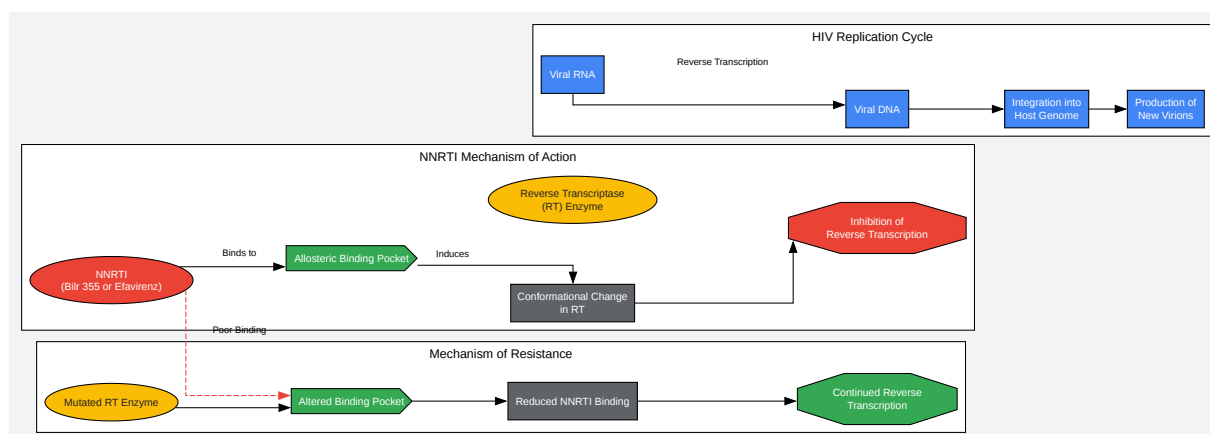 HIV Replication Cycle
Viral RNA
Reverse Transcription
Viral DNA
Integration into
Host Genome
Production of
New Virions
NNRTI Mechanism of Action
Reverse Transcriptase
(RT) Enzyme
Inhibition of
Reverse Transcription
Binds to
Allosteric Binding Pocket
Induces
NNRTI
(Bilr 355 or Efavirenz)
Conformational Change
in RT
Poor Binding
Mechanism of Resistance
Mutated RT Enzyme
Altered Binding Pocket
Reduced NNRTI Binding
Continued Reverse
Transcription